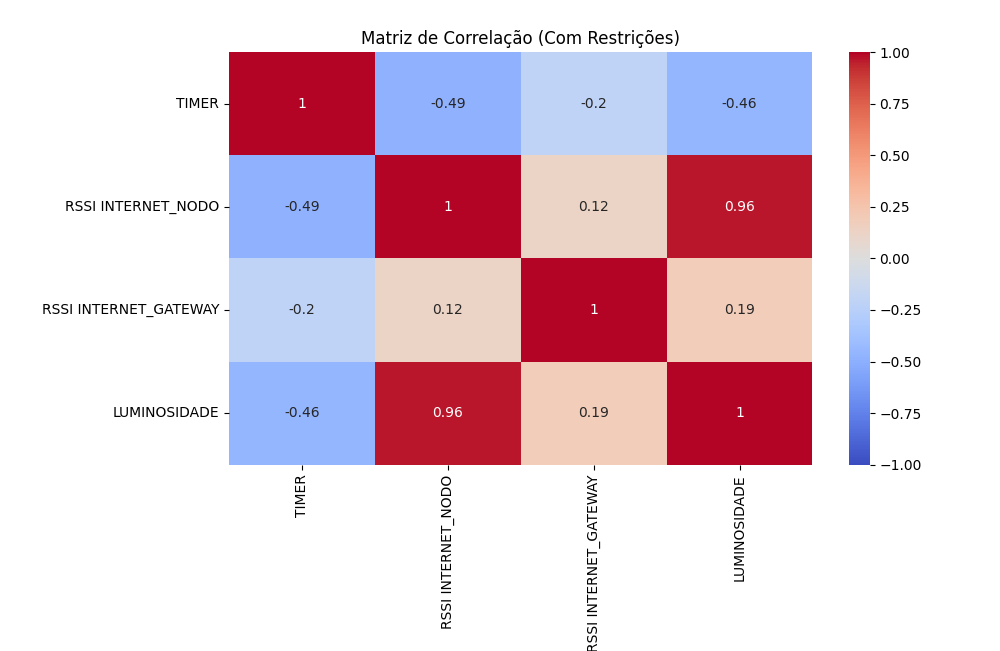 Matriz de Correlação (Com Restrições)
TIMER
1
-0.49
-0.2
-0.46
RSSI INTERNET_NODO
-0.49
1
0.12
0.96
RSSI INTERNET_GATEWAY
-0.2
0.12
1
0.19
LUMINOSIDADE
-0.46
0.96
0.19
1
TIMER
RSSI INTERNET_NODO
RSSI INTERNET_GATEWAY
LUMINOSIDADE
1.00
0.75
0.50
0.25
0.00
−0.25
−0.50
−0.75
−1.00